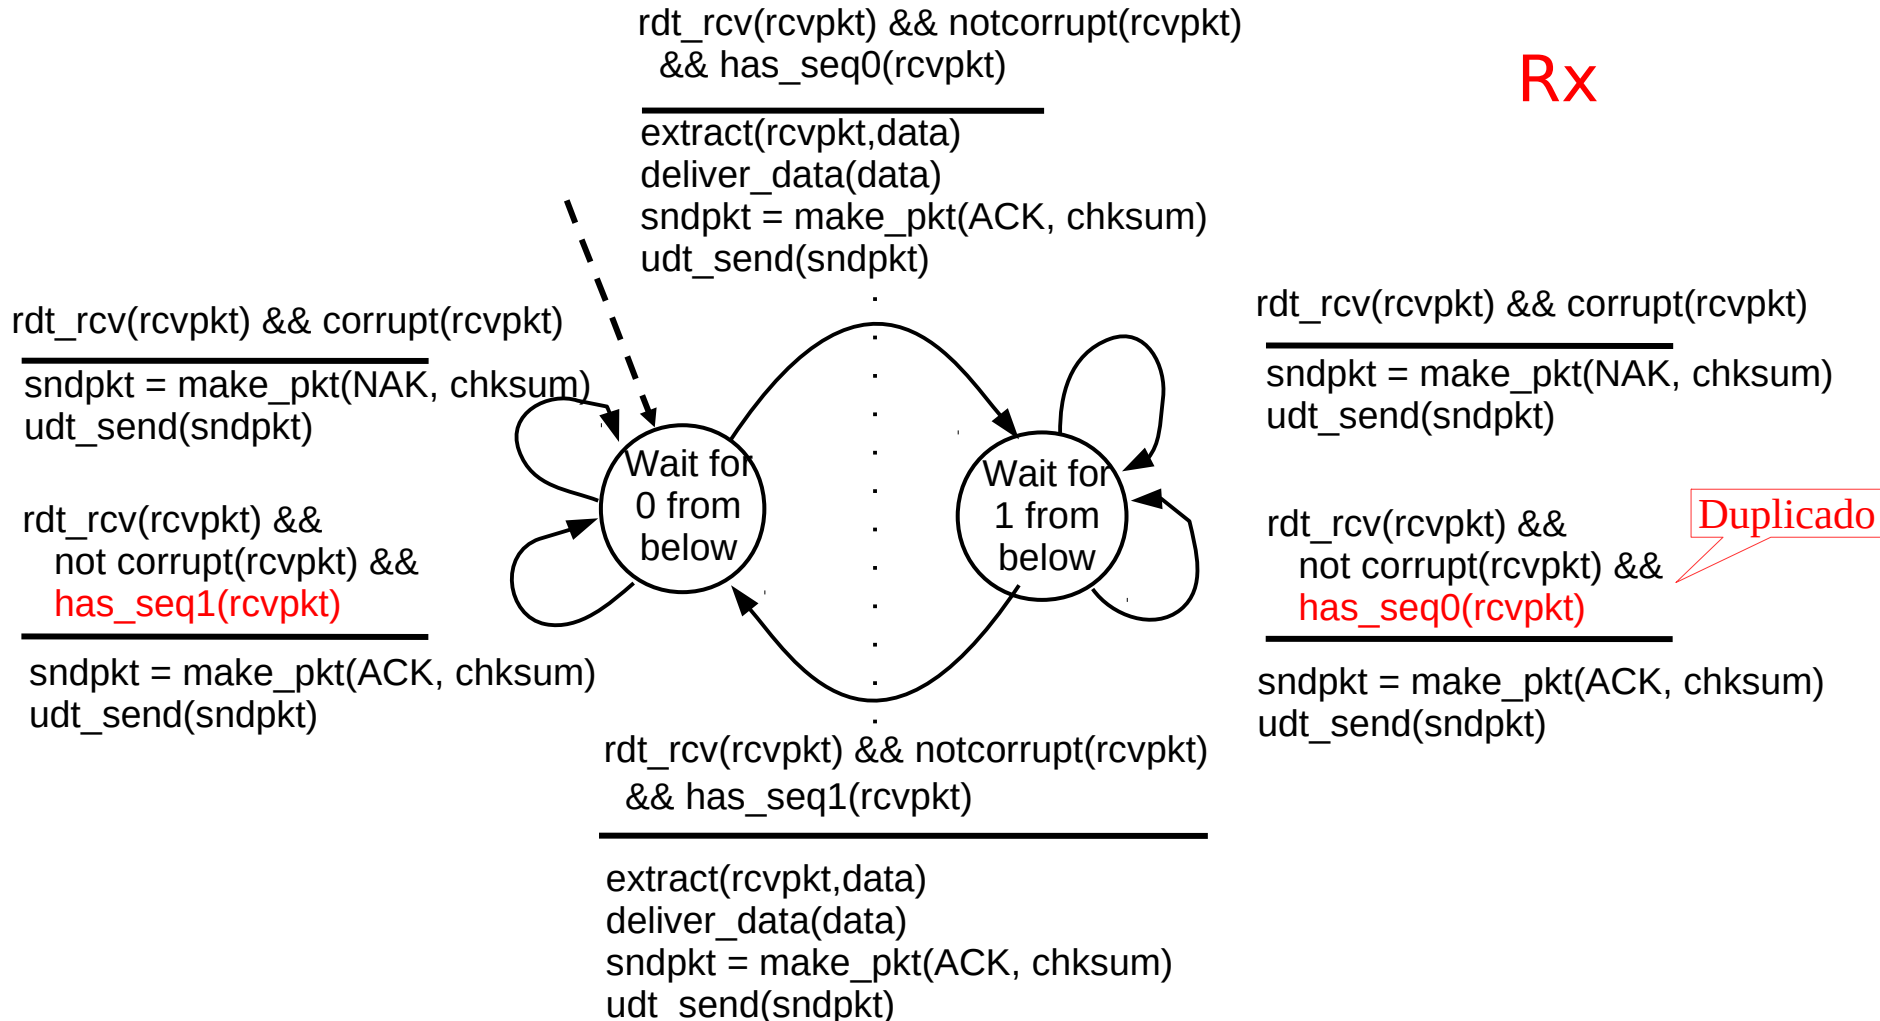 rdt_rcv(rcvpkt) && notcorrupt(rcvpkt)
&& has_seq0(rcvpkt)
Rx
extract(rcvpkt,data)
deliver_data(data)
sndpkt = make_pkt(ACK, chksum)
udt_send(sndpkt)
rdt_rcv(rcvpkt) && corrupt(rcvpkt)
sndpkt = make_pkt(NAK, chksum)
udt_send(sndpkt)
rdt_rcv(rcvpkt) &&
not corrupt(rcvpkt) &&
has_seq1(rcvpkt)
sndpkt = make_pkt(ACK, chksum)
udt_send(sndpkt)
Wait for
0 from
below
Wait for
1 from
below
rdt_rcv(rcvpkt) && corrupt(rcvpkt)
sndpkt = make_pkt(NAK, chksum)
udt_send(sndpkt)
Duplicado
rdt_rcv(rcvpkt) &&
not corrupt(rcvpkt) &&
has_seq0(rcvpkt)
sndpkt = make_pkt(ACK, chksum)
udt_send(sndpkt)
rdt_rcv(rcvpkt) && notcorrupt(rcvpkt)
&& has_seq1(rcvpkt)
extract(rcvpkt,data)
deliver_data(data)
sndpkt = make_pkt(ACK, chksum)
udt_send(sndpkt)